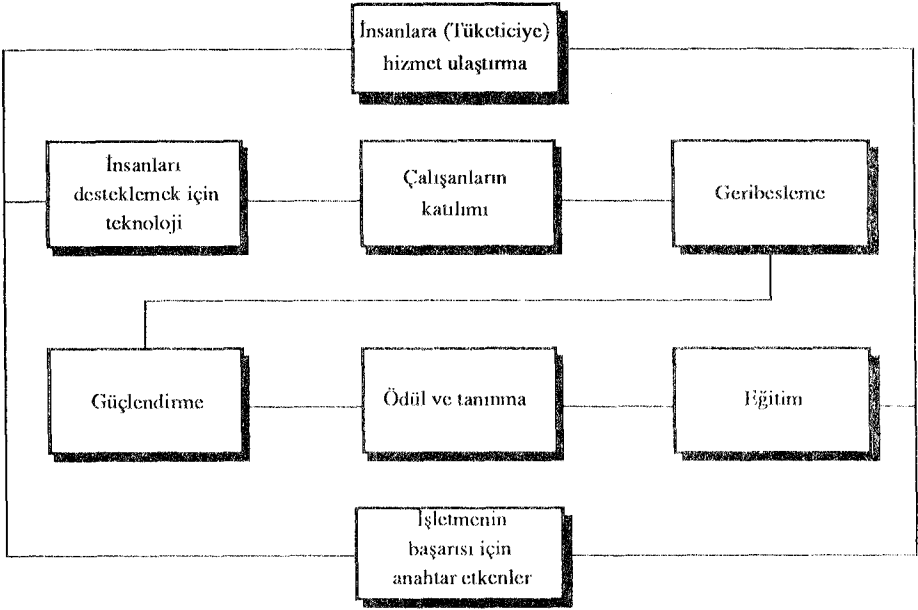 İnsanlara (Tüketiciye)
hizmet ulaştırma
İnsanları
desteklemek için
teknoloji
Çalışanların
katılımı
Geribesleme
Güçlendirme
Ödül ve tanınma
Eğitim
İşletmenin
başarısı için
anahtar etkenler